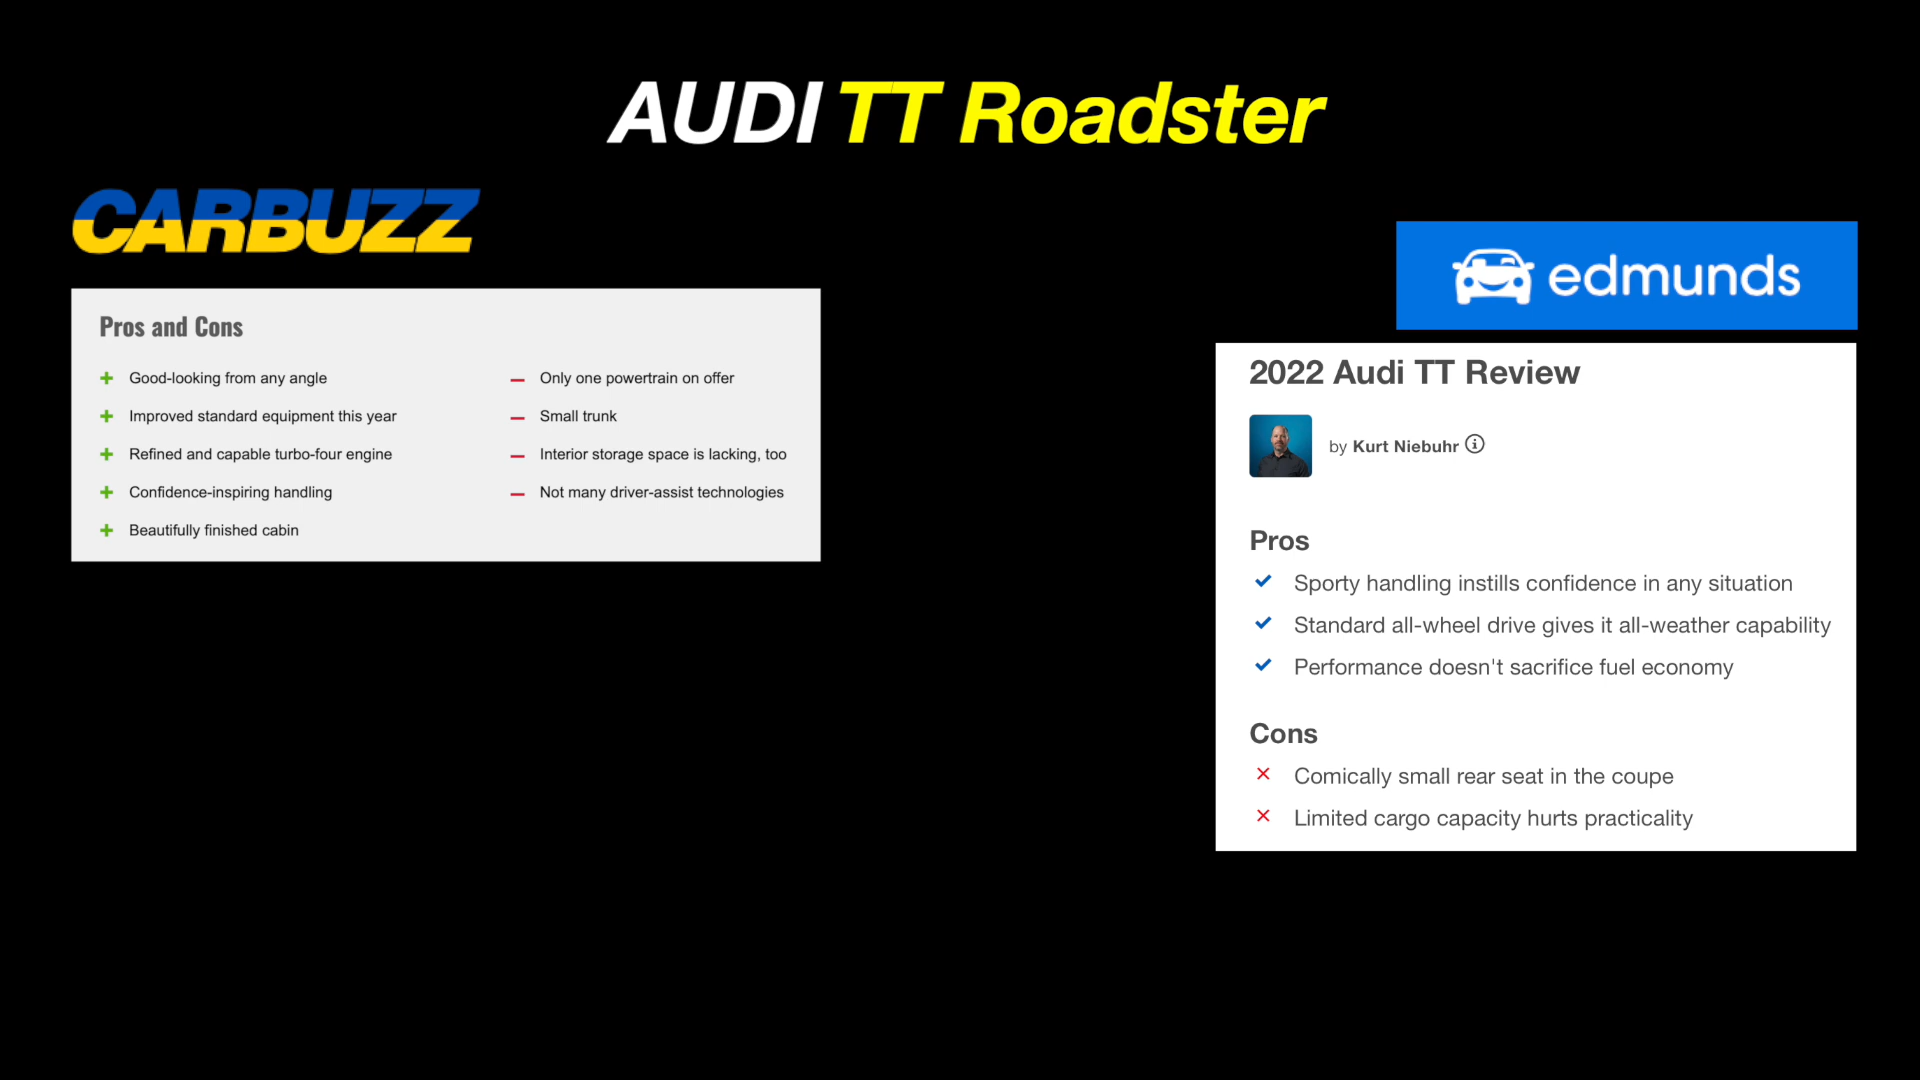 AUDI TT Roadster
CARBUZZ
Pros and Cons
Good-looking from any angle
Improved standard equipment this year
Refined and capable turbo-four engine
Confidence-inspiring handling
Beautifully finished cabin
Only one powertrain on offer
Small trunk
Interior storage space is lacking, too
Not many driver-assist technologies
edmunds
2022 Audi TT Review
by Kurt Niebuhr
Pros
Sporty handling instills confidence in any situation
Standard all-wheel drive gives it all-weather capability
Performance doesn't sacrifice fuel economy
Cons
Comically small rear seat in the coupe
Limited cargo capacity hurts practicality